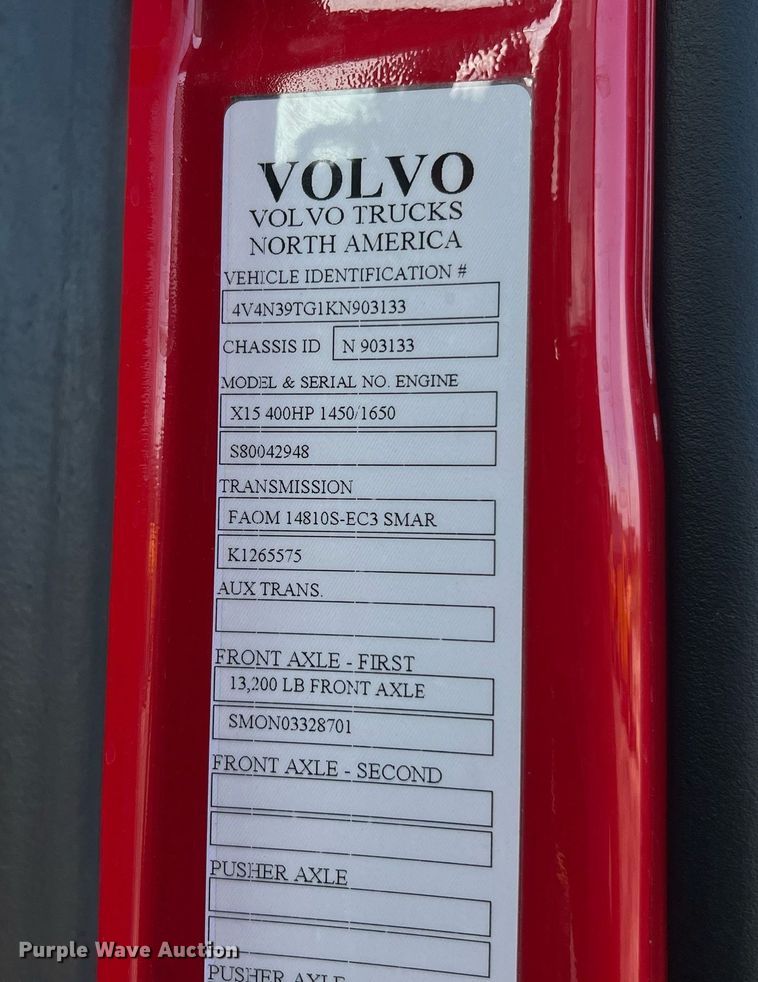 VOLVO
VOLVO TRUCKS
NORTH AMERICA
VEHICLE IDENTIFICATION #
4V4N39TG1KN903133
CHASSIS ID N 903133
MODEL & SERIAL NO. ENGINE
X15 400HP 1450/1650
S80042948
TRANSMISSION
FAOM 14810S-EC3 SMAR
K1265575
AUX TRANS.
FRONT AXLE - FIRST
13,200 LB FRONT AXLE
SMON03328701
FRONT AXLE - SECOND
PUSHER AXLE
PUSHER AXLE
Purple Wave Auction